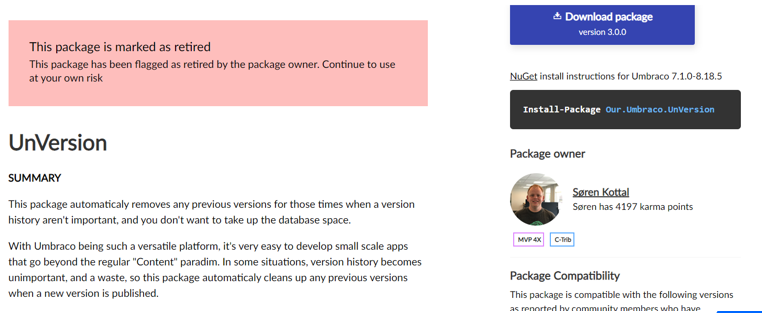 This package is marked as retired
This package has been flagged as retired by the package owner. Continue to use
at your own risk
UnVersion
SUMMARY
This package automaticaly removes any previous versions for those times when a version
history aren't important, and you don't want to take up the database space.
With Umbraco being such a versatile platform, it's very easy to develop small scale apps
that go beyond the regular "Content" paradim. In some situations, version history becomes
unimportant, and a waste, so this package automaticaly cleans up any previous versions
when a new version is published.
Download package
version 3.0.0
NuGet install instructions for Umbraco 7.1.0-8.18.5
Install-Package Our.Umbraco.UnVersion
Package owner
Søren Kottal
Søren has 4197 karma points
MVP 4X C-Trib
Package Compatibility
This package is compatible with the following versions
as reported by community members who have